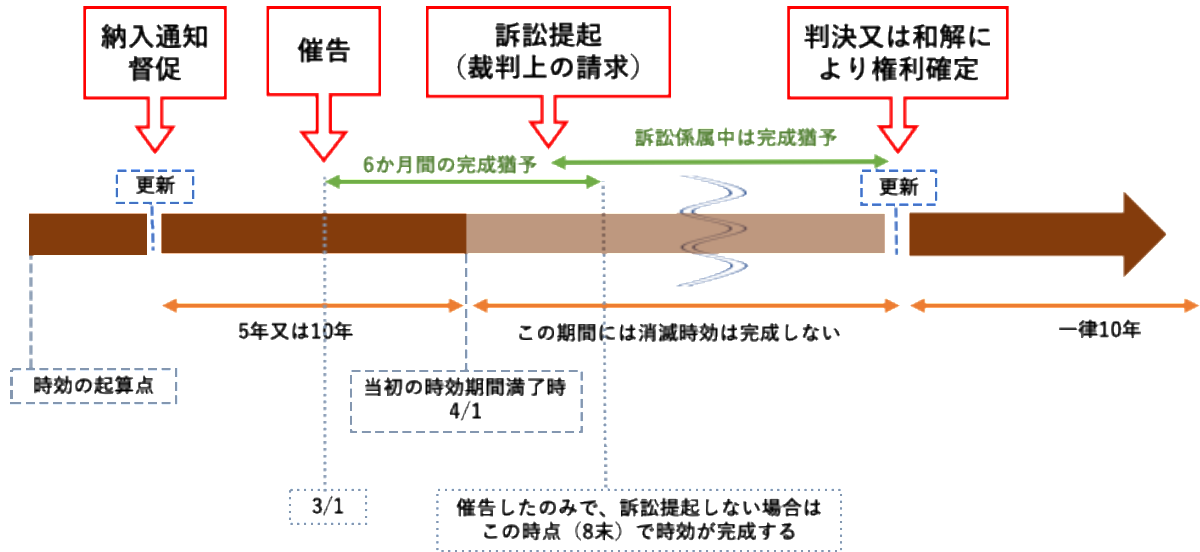 納入通知
督促
催告
訴訟提起
（裁判上の請求）
判決又は和解に
より権利確定
訴訟係属中は完成猶予
6か月間の完成猶予
更新
更新
5年又は10年
この期間には消滅時効は完成しない
一律10年
時効の起算点
当初の時効期間満了時
4/1
3/1
催告したのみで、訴訟提起しない場合は
この時点（8末）で時効が完成する